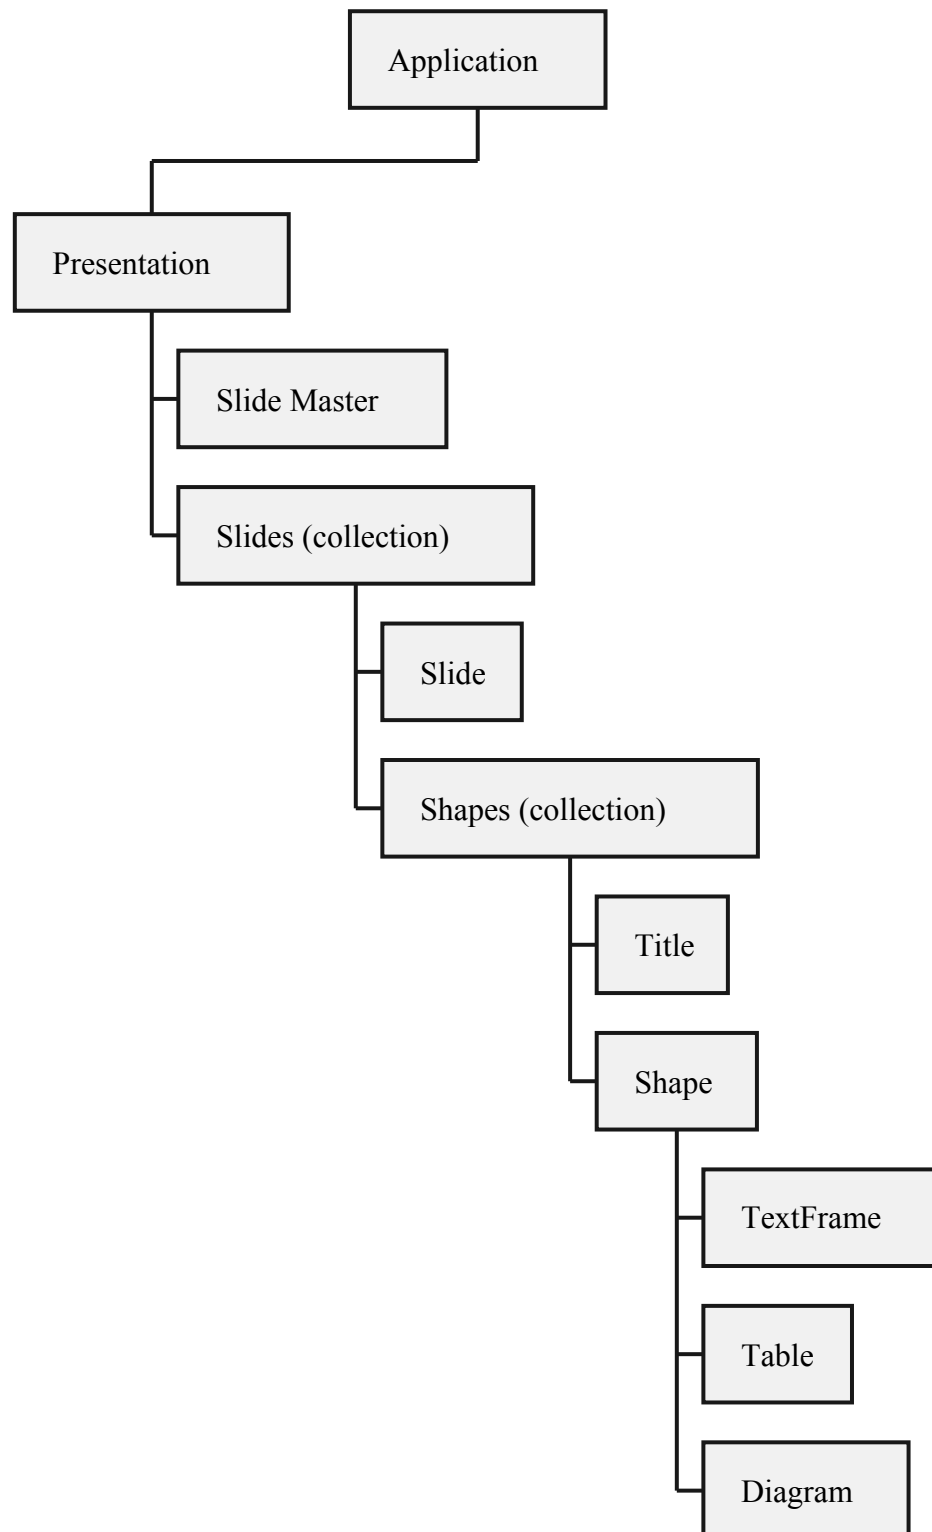 Application
Presentation
Slide Master
Slides (collection)
Slide
Shapes (collection)
Title
Shape
TextFrame
Table
Diagram